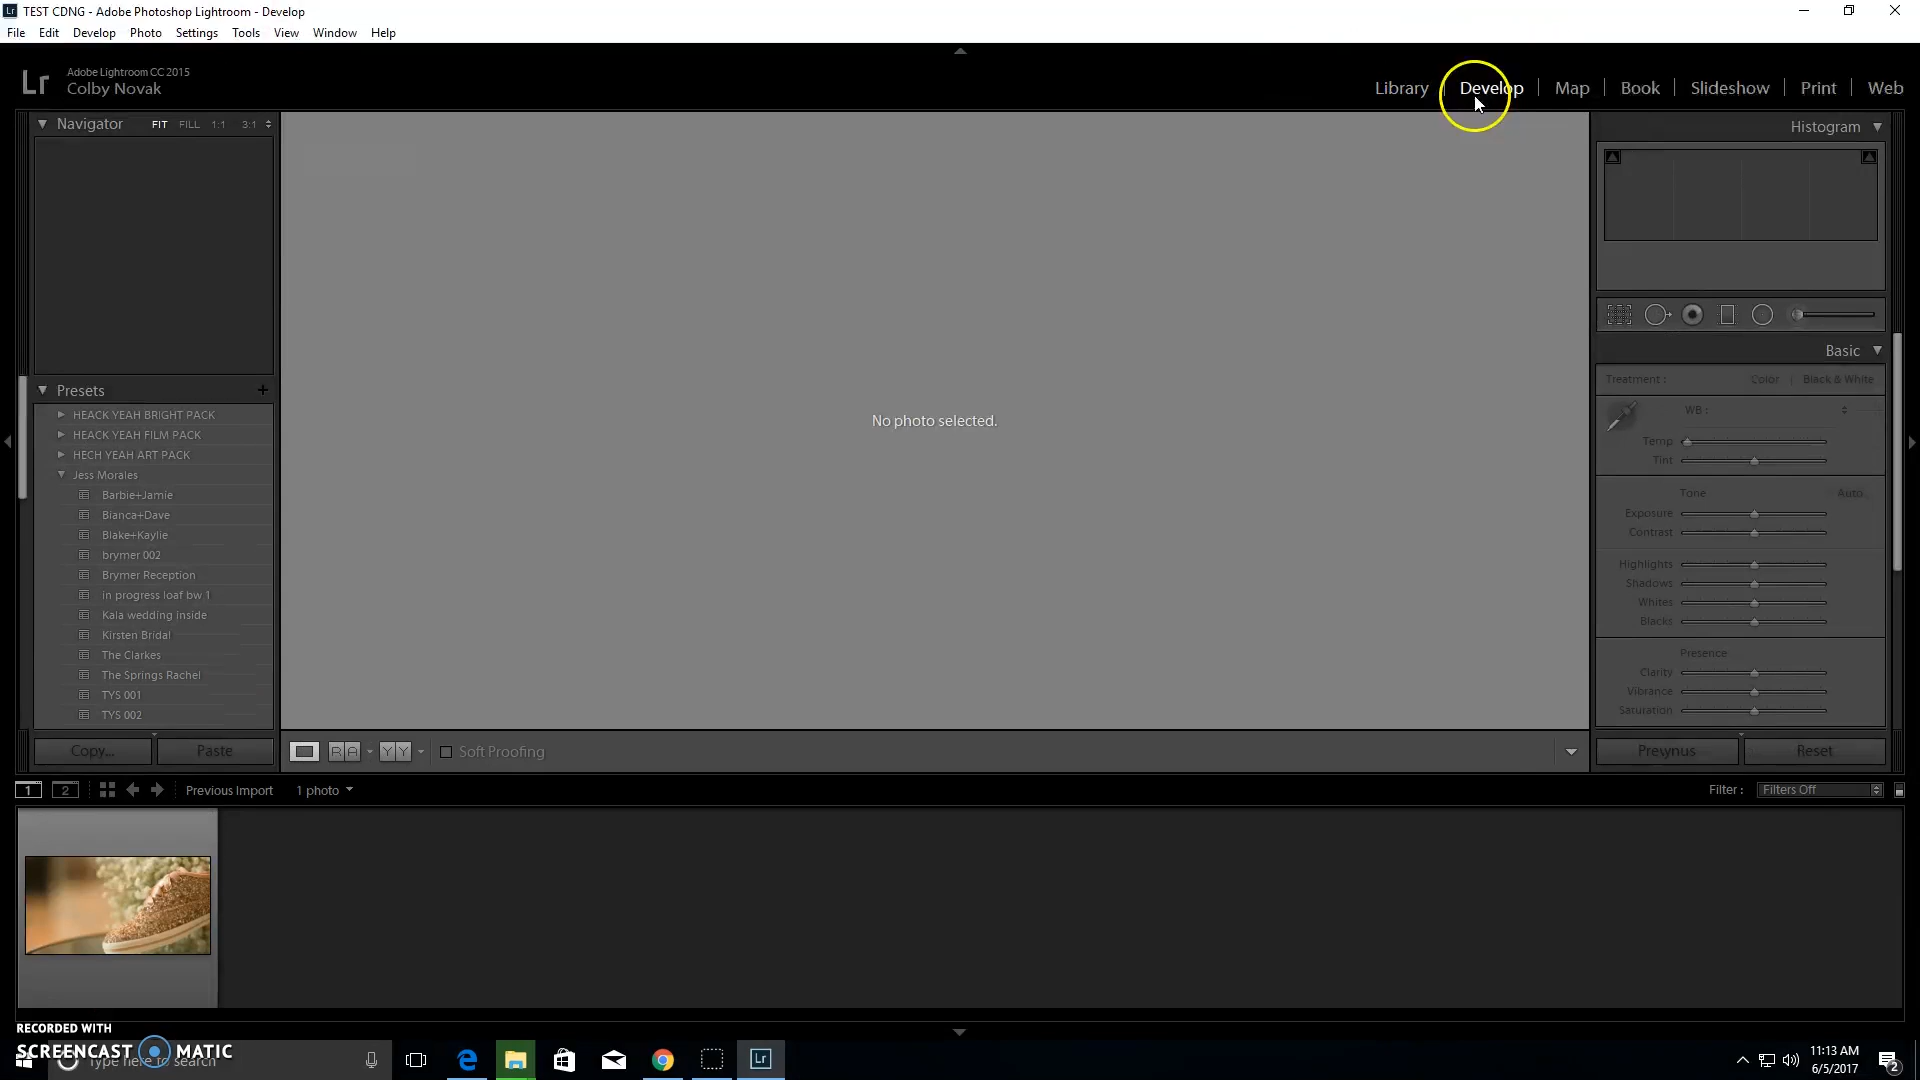 TEST CDNG - Adobe Photoshop Lightroom - Develop
File Edit Develop Photo Settings Tools View Window Help
Lr
Adobe Lightroom CC 2015
Colby Novak
Library Develop Map Book Slideshow Print Web
Navigator FIT FILL 1:1 3:1
Histogram
Basic
Treatment : Color Black & White
WB :
Temp
Tint
Tone Auto
Exposure
Contrast
Highlights
Shadows
Whites
Blacks
Presence
Clarity
Vibrance
Saturation
Presets +
HEACK YEAH BRIGHT PACK
HEACK YEAH FILM PACK
HECH YEAH ART PACK
Jess Morales
Barbie+Jamie
Bianca+Dave
Blake+Kaylie
brymer 002
Brymer Reception
in progress loaf bw 1
Kala wedding inside
Kirsten Bridal
The Clarkes
The Springs Rachel
TYS 001
TYS 002
No photo selected.
Copy... Paste
R A Y Y Soft Proofing
Reset
1 2 Previous Import 1 photo
Filter : Filters Off
RECORDED WITH
SCREENCAST MATIC
Type here to search
Lr
11:13 AM
6/5/2017
2